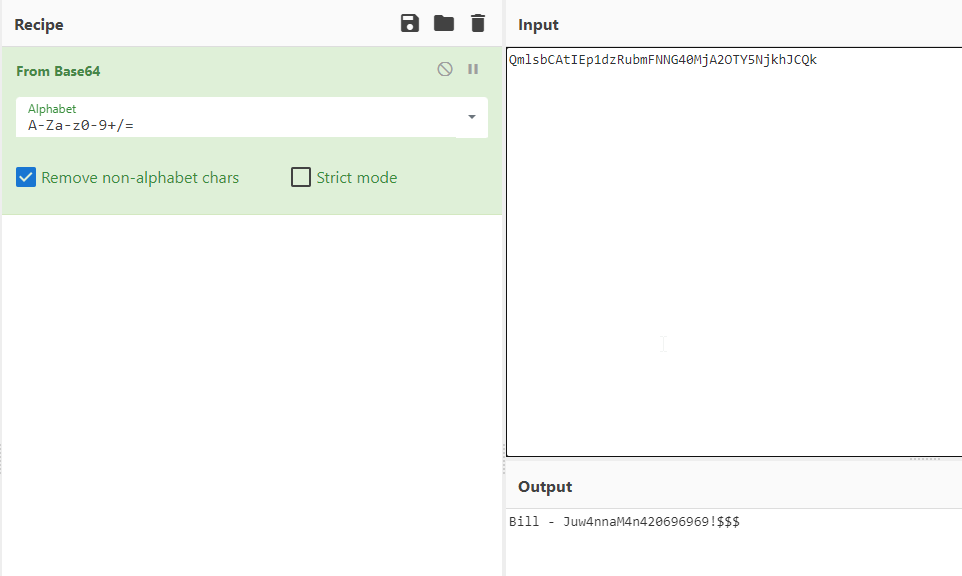 Recipe
From Base64
Alphabet
A-Za-z0-9+/=
Remove non-alphabet chars
Strict mode
Input
QmlsbCAtIEp1dzRubmFNNG40MjA2OTY5NjkhJCQk
Output
Bill - Juw4nnaM4n420696969!$$$